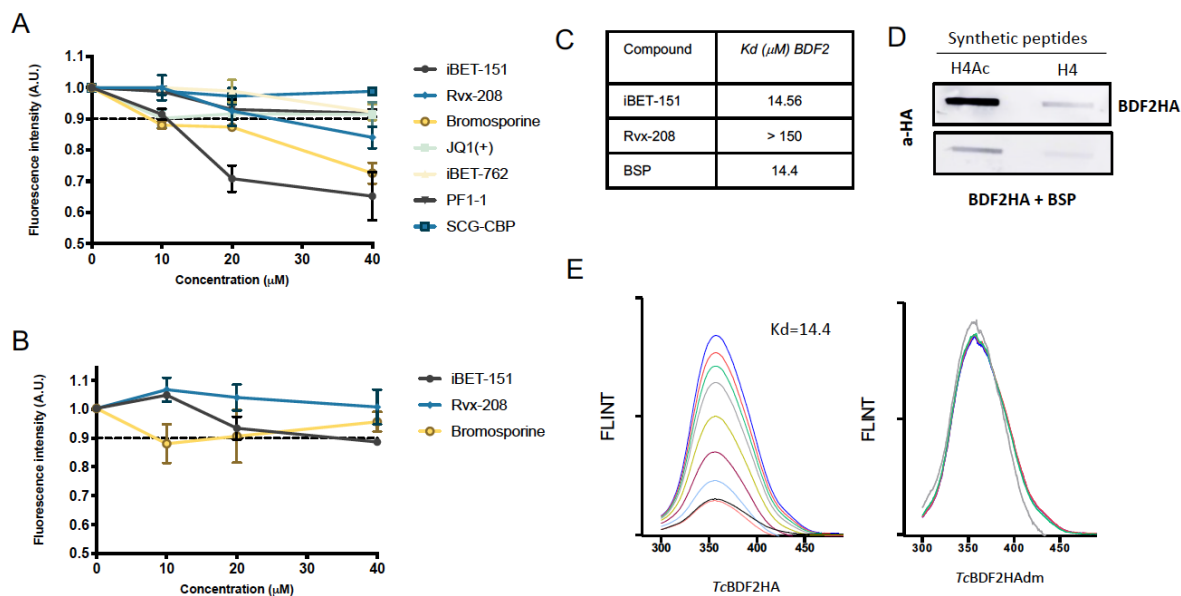 A
Fluorescence intensity (A.U.)
1.1
1.0
0.9
0.8
0.7
0.6
0.5
0
10
20
30
40
Concentration (μM)
iBET-151
Rvx-208
Bromosporine
JQ1(+)
iBET-762
PF1-1
SCG-CBP
B
Fluorescence intensity (A.U.)
1.1
1.0
0.9
0.8
0.7
0.6
0.5
0
10
20
30
40
Concentration (μM)
iBET-151
Rvx-208
Bromosporine
C
Compound Kd (μM) BDF2
iBET-151 14.56
Rvx-208 > 150
BSP 14.4
D
Synthetic peptides
H4Ac H4
a-HA
BDF2HA
BDF2HA + BSP
E
FLINT
Kd=14.4
300 350 400 450
TcBDF2HA
FLINT
300 350 400 450
TcBDF2HAdm